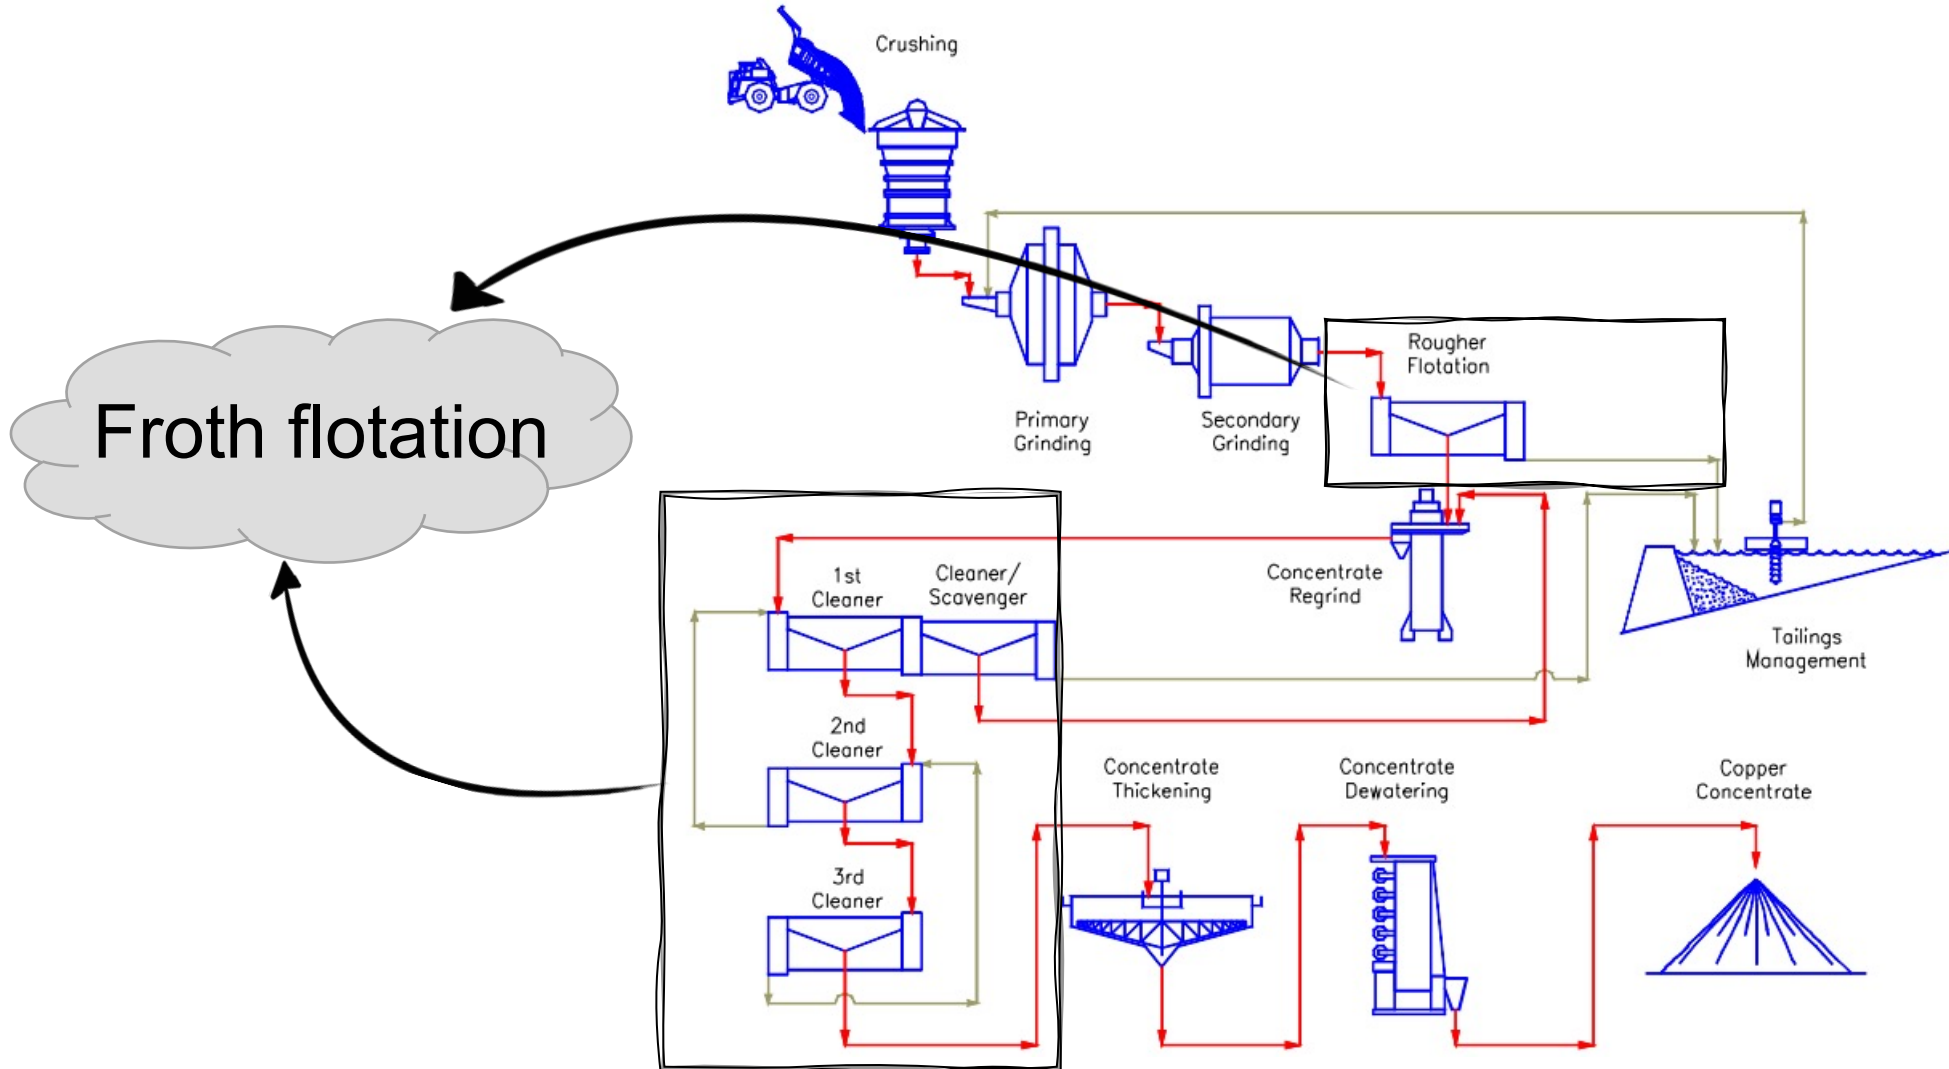 Crushing
Froth flotation
Primary
Grinding
Secondary
Grinding
Rougher
Flotation
1st
Cleaner
Cleaner/
Scavenger
Concentrate
Regrind
Tailings
Management
2nd
Cleaner
3rd
Cleaner
Concentrate
Thickening
Concentrate
Dewatering
Copper
Concentrate